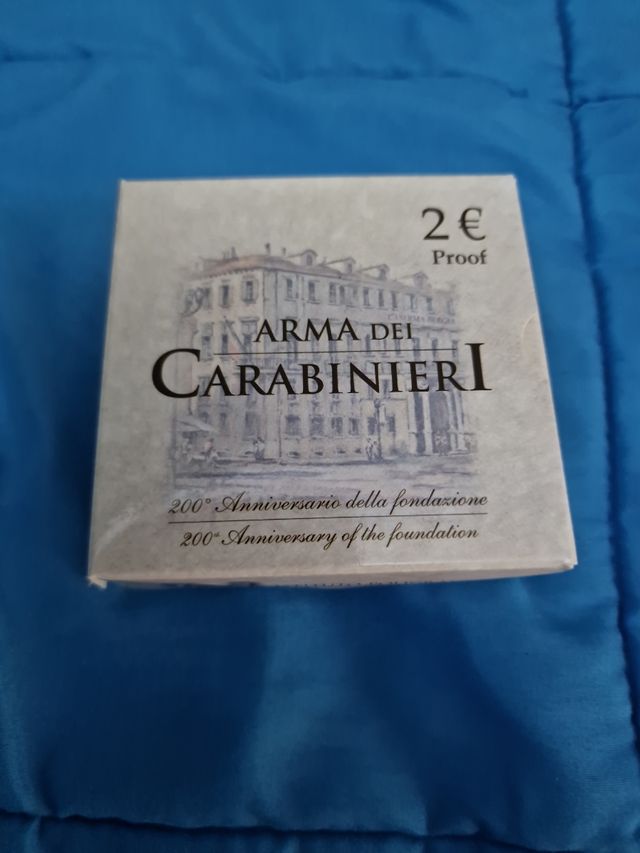 2 €
Proof
ARMA DEI
CARABINIERI
200° Anniversario della fondazione
200th Anniversary of the foundation